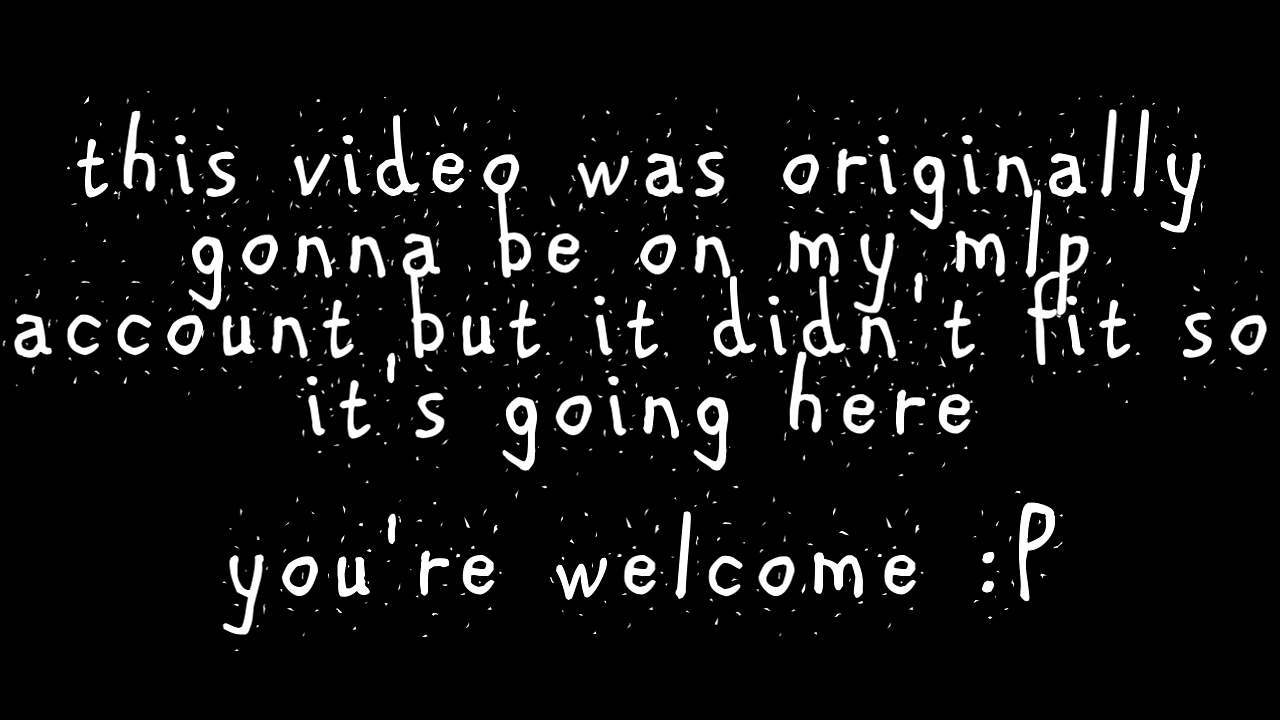 this video was originally
gonna be on my mlp
account but it didn't fit so
it's going here
you're welcome :P